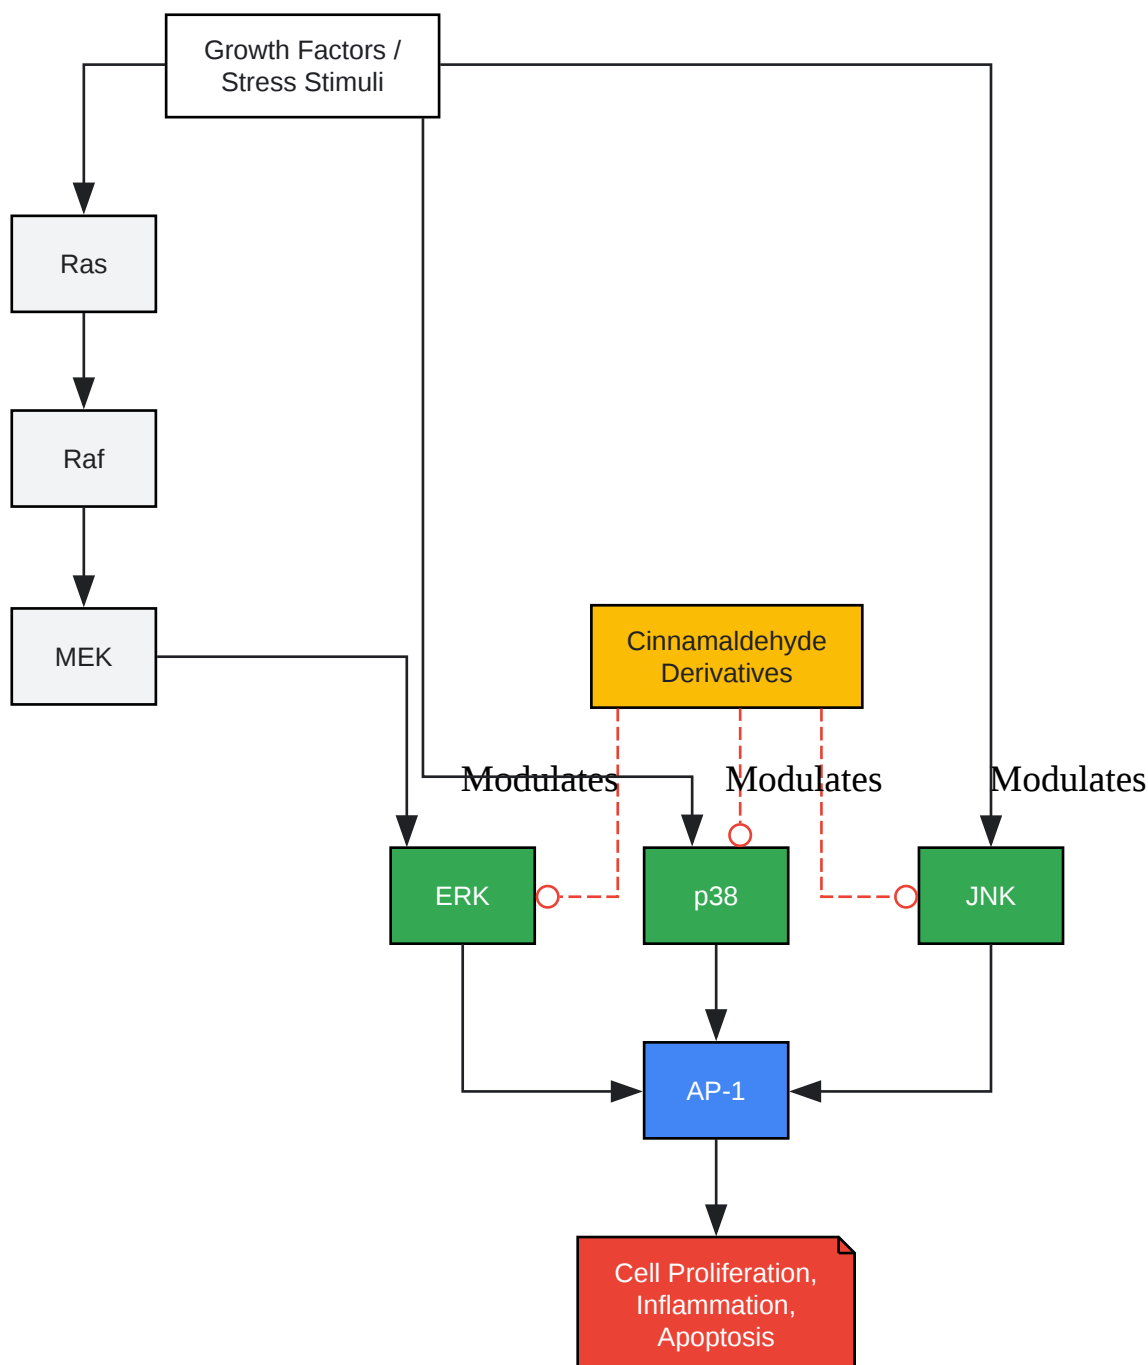 Growth Factors /
Stress Stimuli
Ras
Raf
MEK
Cinnamaldehyde
Derivatives
Modulates
Modulates
Modulates
ERK
p38
JNK
AP-1
Cell Proliferation,
Inflammation,
Apoptosis